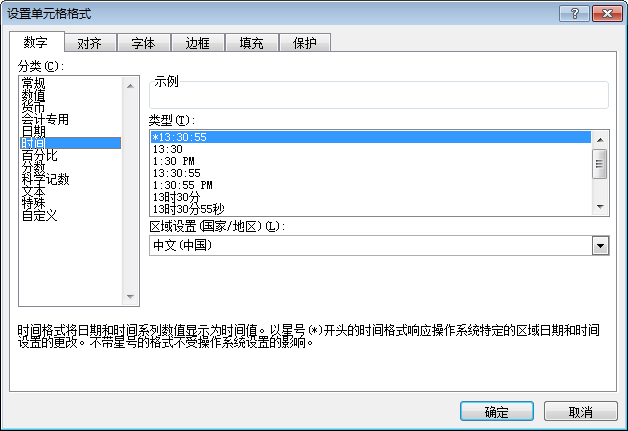 设置单元格格式
数字 对齐 字体 边框 填充 保护
分类(C):
常规
数值
货币
会计专用
日期
时间
百分比
分数
科学记数
文本
特殊
自定义
示例
类型(T):
*13:30:55
13:30
1:30 PM
13:30:55
1:30:55 PM
13时30分
13时30分55秒
区域设置(国家/地区)(L):
中文(中国)
时间格式将日期和时间系列数值显示为时间值。以星号(*)开头的时间格式响应操作系统特定的区域日期和时间
设置的更改。不带星号的格式不受操作系统设置的影响。
确定 取消